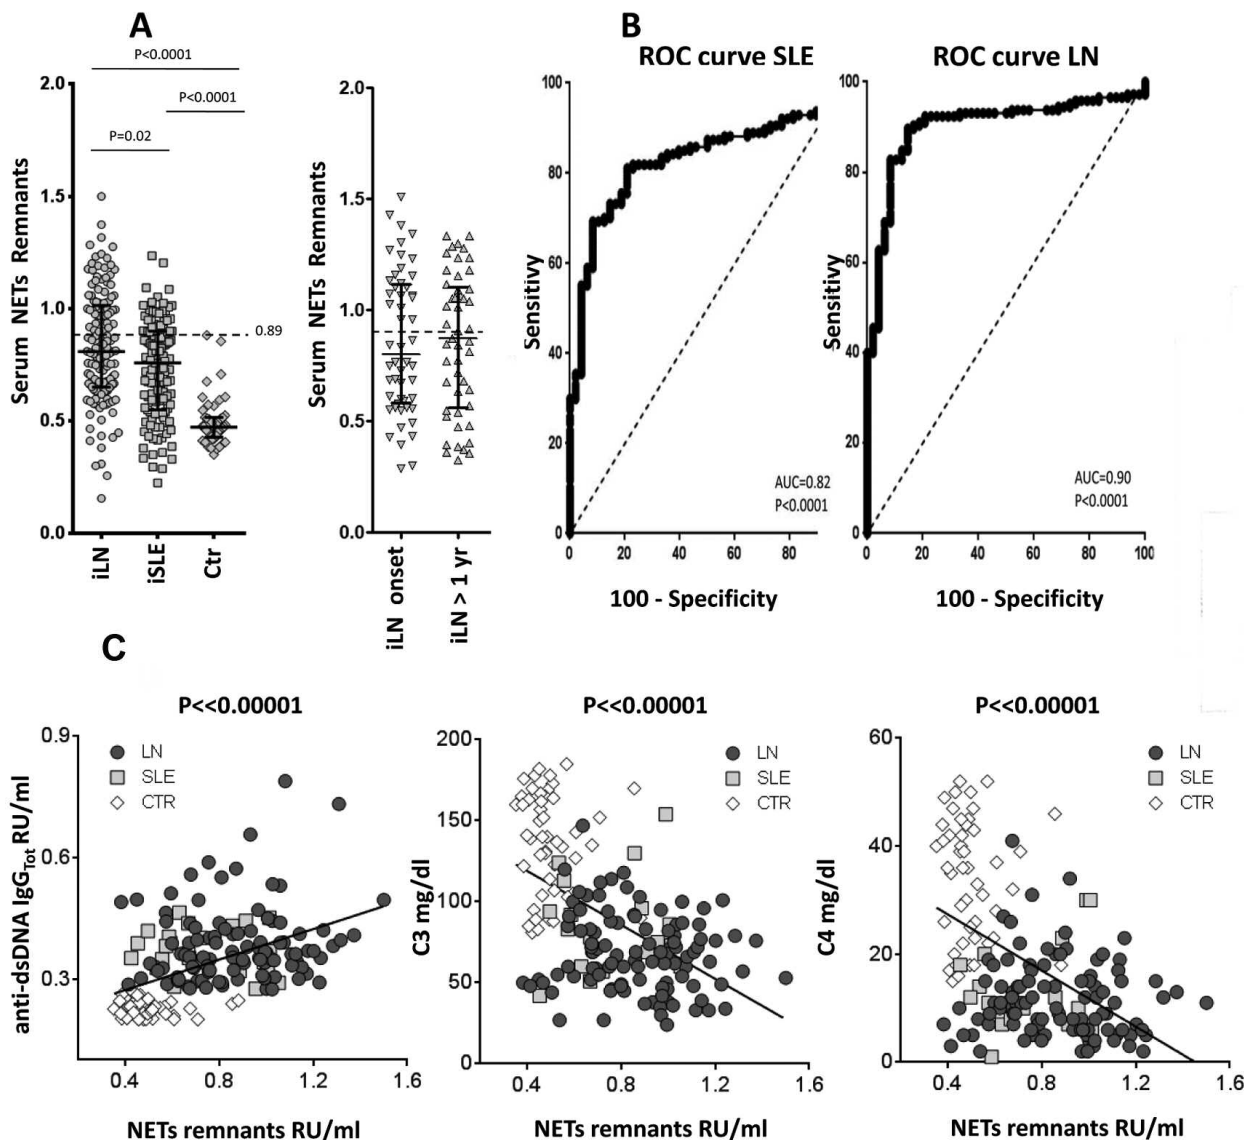 A
P<0.0001
P<0.0001
P=0.02
Serum NETs Remnants
2.0
1.5
1.0
0.5
0.0
0.89
iLN
iSLE
Ctr
Serum NETs Remnants
2.0
1.5
1.0
0.5
0.0
iLN onset
iLN > 1 yr
B
ROC curve SLE
Sensitivy
100
80
60
40
20
0
0 20 40 60 80
AUC=0.82
P<0.0001
100 - Specificity
ROC curve LN
Sensitivy
100
80
60
40
20
0
0 20 40 60 80 100
AUC=0.90
P<0.0001
100 - Specificity
C
P<<0.00001
anti-dsDNA IgGTot RU/ml
0.9
0.6
0.3
LN
SLE
CTR
0.4 0.8 1.2 1.6
NETs remnants RU/ml
P<<0.00001
C3 mg/dl
200
150
100
50
0
LN
SLE
CTR
0.4 0.8 1.2 1.6
NETs remnants RU/ml
P<<0.00001
C4 mg/dl
60
40
20
0
LN
SLE
CTR
0.4 0.8 1.2 1.6
NETs remnants RU/ml